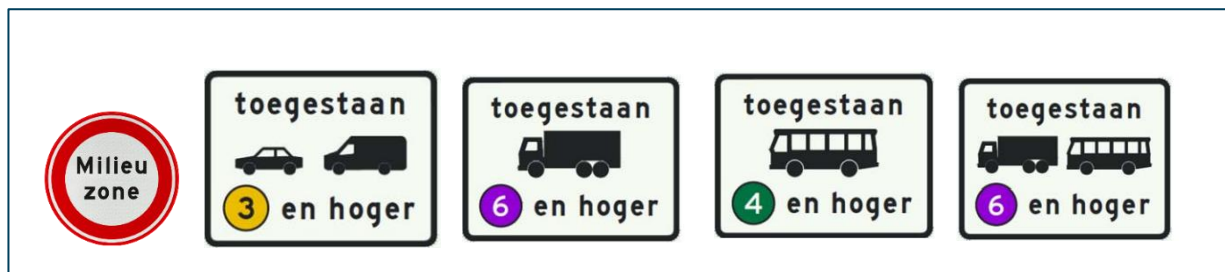 Milieu
zone
toegestaan
3 en hoger
toegestaan
6 en hoger
toegestaan
4 en hoger
toegestaan
6 en hoger